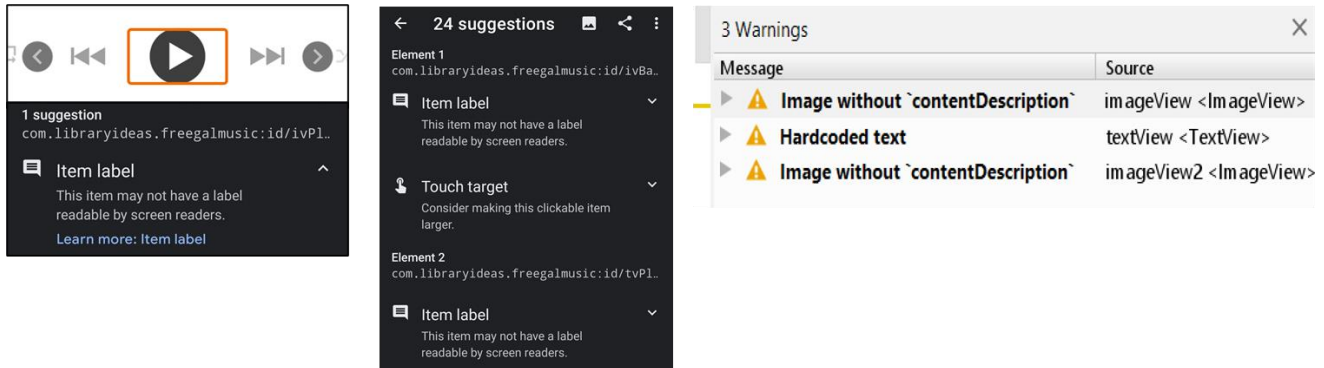 1 suggestion
com.libraryideas.freegalmusic:id/ivPl…
Item label
This item may not have a label
readable by screen readers.
Learn more: Item label
24 suggestions
Element 1
com.libraryideas.freegalmusic:id/ivBa…
Item label
This item may not have a label
readable by screen readers.
Touch target
Consider making this clickable item
larger.
Element 2
com.libraryideas.freegalmusic:id/tvPl…
Item label
This item may not have a label
readable by screen readers.
3 Warnings
Message Source
Image without `contentDescription` imageView <ImageView>
Hardcoded text textView <TextView>
Image without `contentDescription` imageView2 <ImageView>